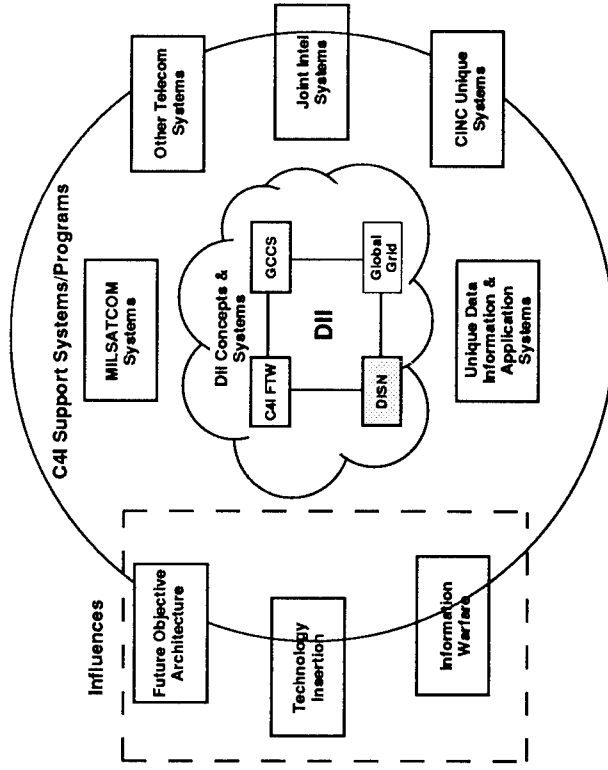 C4I Support Systems/Programs
Influences
Future Objective
Architecture
Technology
Insertion
Information
Warfare
MILSATCOM
Systems
Other Telecom
Systems
Joint Intel
Systems
CINC Unique
Systems
Unique Data
Information &
Application
Systems
DII Concepts &
Systems
C4I FTW
GCCS
DII
DISN
Global
Grid